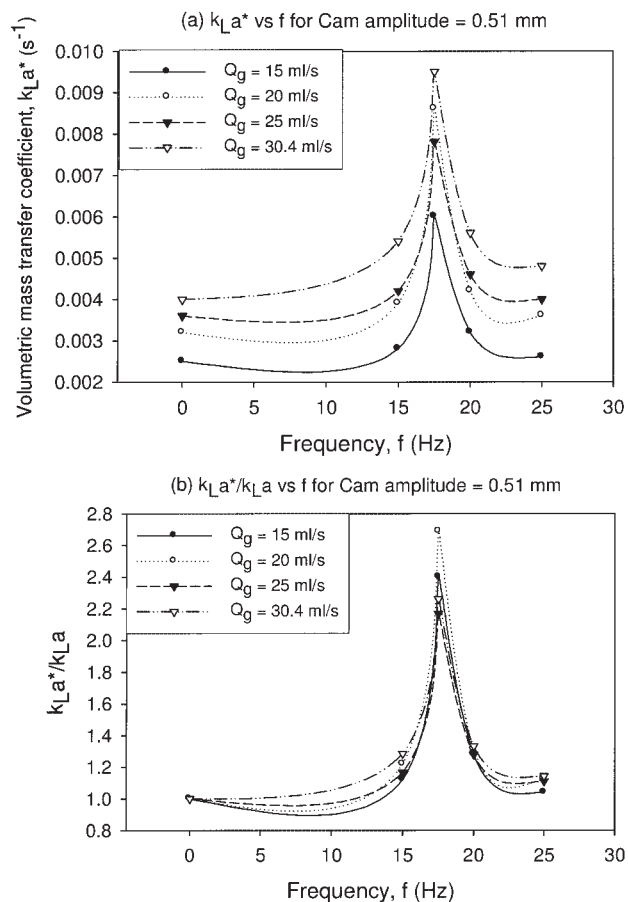 (a) kLa* vs f for Cam amplitude = 0.51 mm
Volumetric mass transfer coefficient, kLa* (s-1)
0.010
0.009
0.008
0.007
0.006
0.005
0.004
0.003
0.002
Qg = 15 ml/s
Qg = 20 ml/s
Qg = 25 ml/s
Qg = 30.4 ml/s
0 5 10 15 20 25 30
Frequency, f (Hz)
(b) kLa*/kLa vs f for Cam amplitude = 0.51 mm
kLa*/kLa
2.8
2.6
2.4
2.2
2.0
1.8
1.6
1.4
1.2
1.0
0.8
Qg = 15 ml/s
Qg = 20 ml/s
Qg = 25 ml/s
Qg = 30.4 ml/s
0 5 10 15 20 25 30
Frequency, f (Hz)